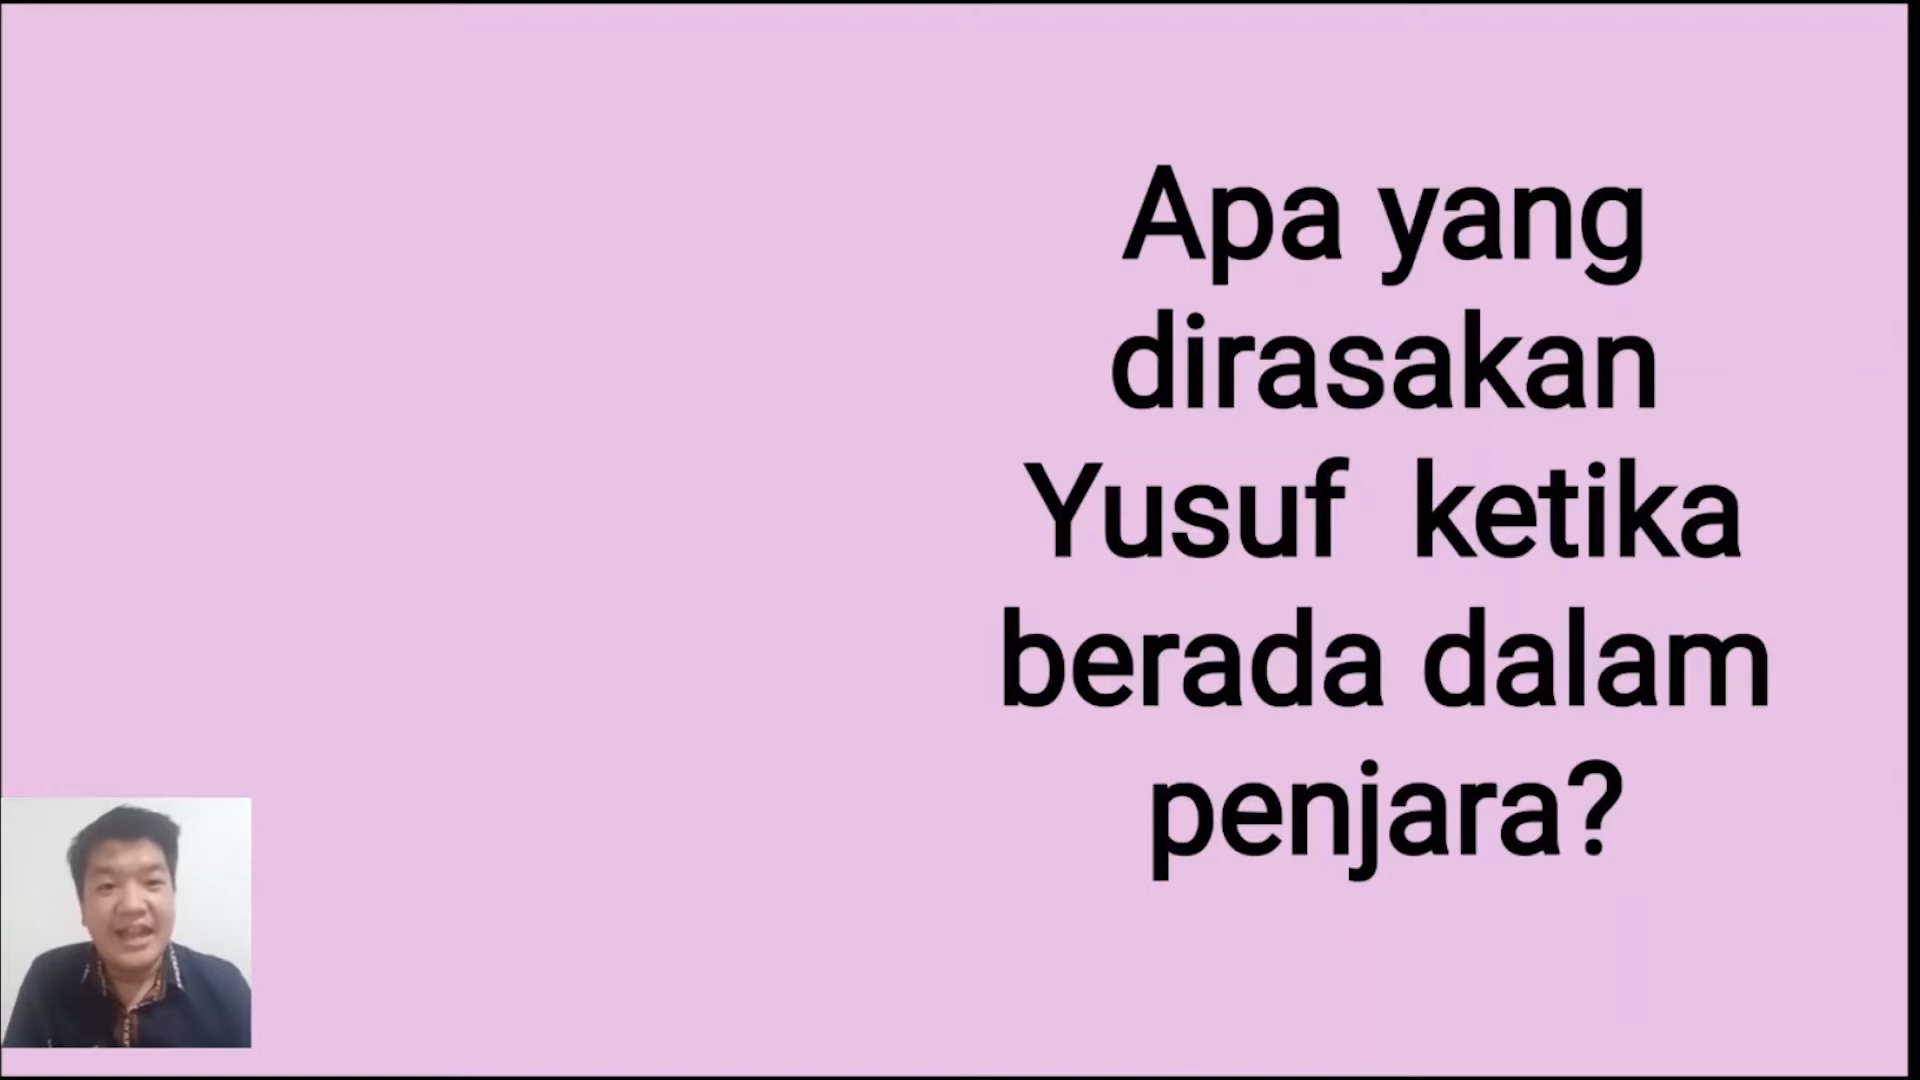 Apa yang
dirasakan
Yusuf ketika
berada dalam
penjara?